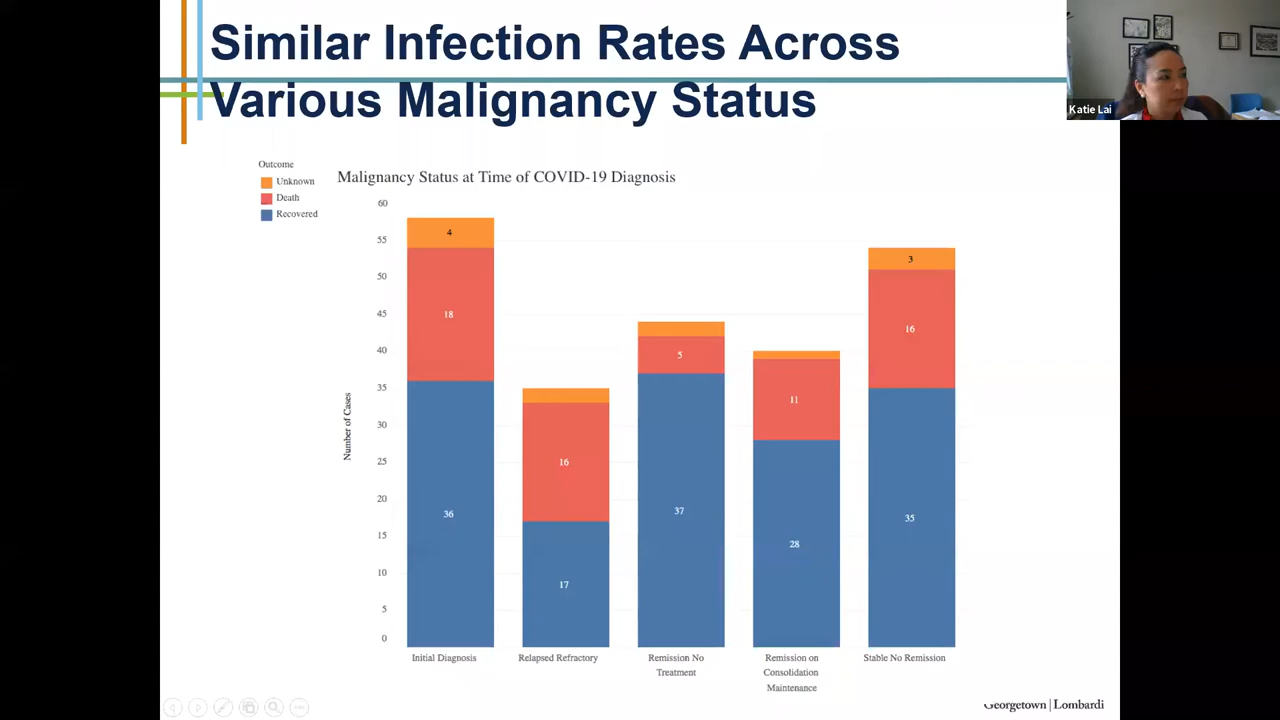 Similar Infection Rates Across
Various Malignancy Status
Katie Lai
Outcome
Unknown
Death
Recovered
Malignancy Status at Time of COVID-19 Diagnosis
Number of Cases
60
55
50
45
40
35
30
25
20
15
10
5
0
4
18
36
16
17
5
37
11
28
3
16
35
Initial Diagnosis
Relapsed Refractory
Remission No
Treatment
Remission on
Consolidation
Maintenance
Stable No Remission
Georgetown | Lombardi